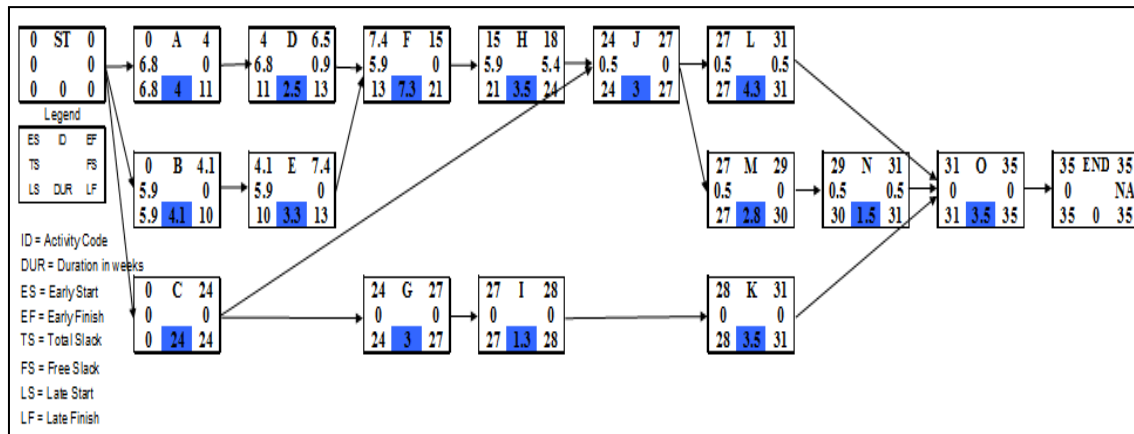 0 ST 0
0 0
0 0 0
Legend
ES ID EF
TS FS
LS DUR LF
ID = Activity Code
DUR = Duration in weeks
ES = Early Start
EF = Early Finish
TS = Total Slack
FS = Free Slack
LS = Late Start
LF = Late Finish
0 A 4
6.8 0
6.8 4 11
4 D 6.5
6.8 0.9
11 2.5 13
7.4 F 15
5.9 0
13 7.3 21
15 H 18
5.9 5.4
21 3.5 24
24 J 27
0.5 0
24 3 27
27 L 31
0.5 0.5
27 4.3 31
0 B 4.1
5.9 0
5.9 4.1 10
4.1 E 7.4
5.9 0
10 3.3 13
27 M 29
0.5 0
27 2.8 30
29 N 31
0.5 0.5
30 1.5 31
31 O 35
0 0
31 3.5 35
35 END 35
0 NA
35 0 35
0 C 24
0 0
0 24 24
24 G 27
0 0
24 3 27
27 I 28
0 0
27 1.3 28
28 K 31
0 0
28 3.5 31